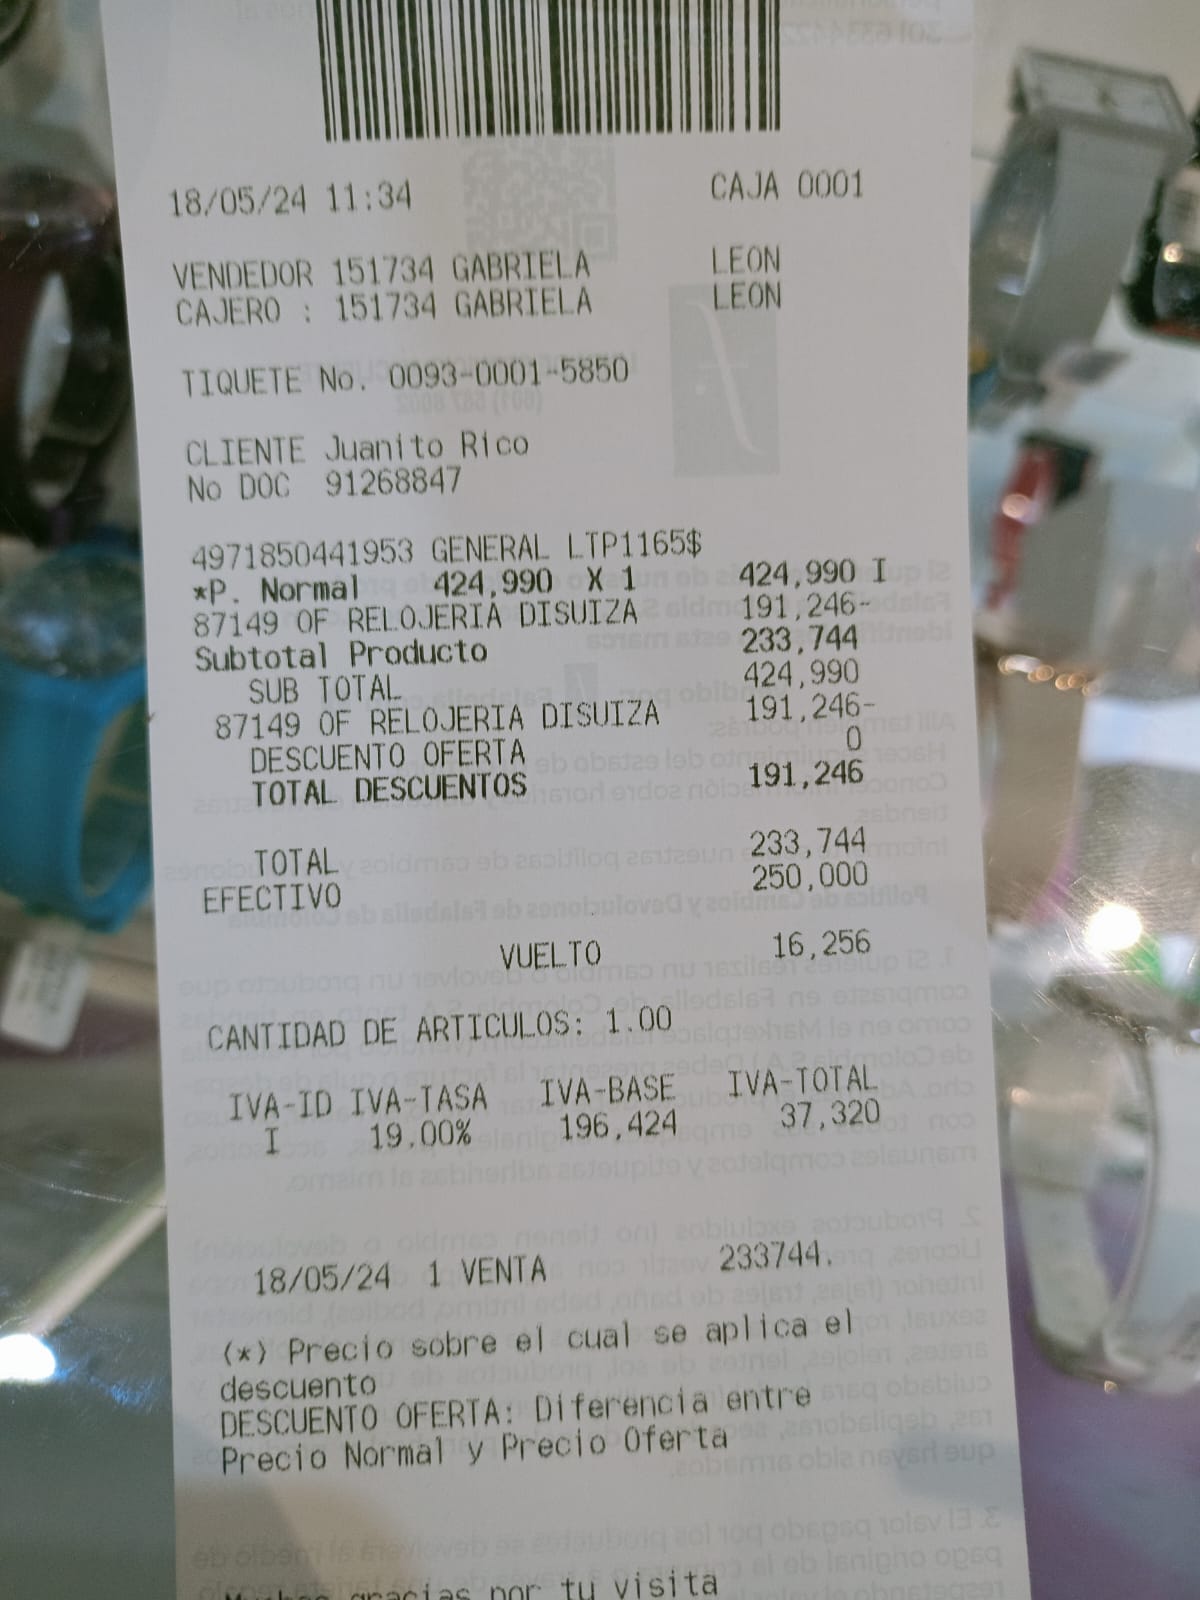 18/05/24 11:34 CAJA 0001
VENDEDOR 151734 GABRIELA LEON
CAJERO : 151734 GABRIELA LEON
TIQUETE No. 0093-0001-5850
CLIENTE Juanito Rico
No DOC 91268847
4971850441953 GENERAL LTP1165$
*P. Normal 424,990 X 1 424,990 I
87149 OF RELOJERIA DISUIZA 191,246-
Subtotal Producto 233,744
SUB TOTAL 424,990
87149 OF RELOJERIA DISUIZA 191,246-
DESCUENTO OFERTA 0
TOTAL DESCUENTOS 191,246
TOTAL 233,744
EFECTIVO 250,000
VUELTO 16,256
CANTIDAD DE ARTICULOS: 1.00
IVA-ID IVA-TASA IVA-BASE IVA-TOTAL
I 19.00% 196,424 37,320
18/05/24 1 VENTA 233744.
(*) Precio sobre el cual se aplica el
descuento
DESCUENTO OFERTA: Diferencia entre
Precio Normal y Precio Oferta
gracias por tu visita